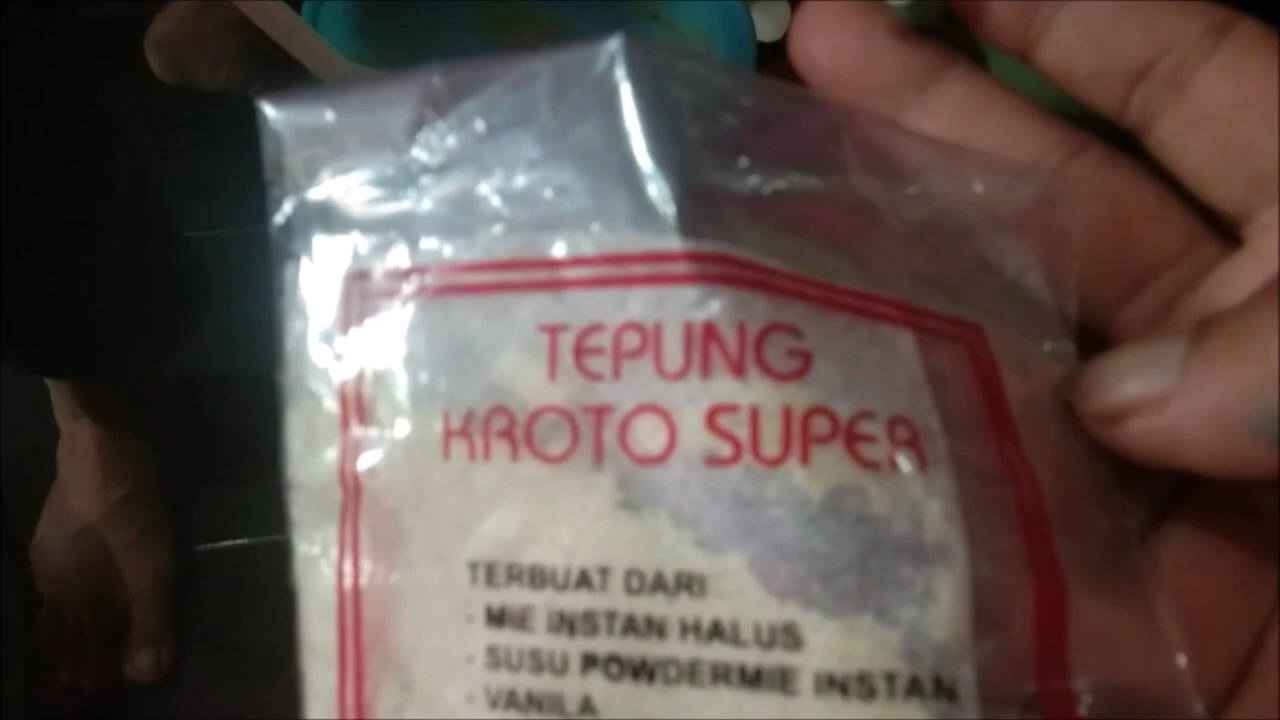 TEPUNG
KROTO SUPER
TERBUAT DARI
- MIE INSTAN HALUS
- SUSU POWDERMIE INSTAN
- VANILA